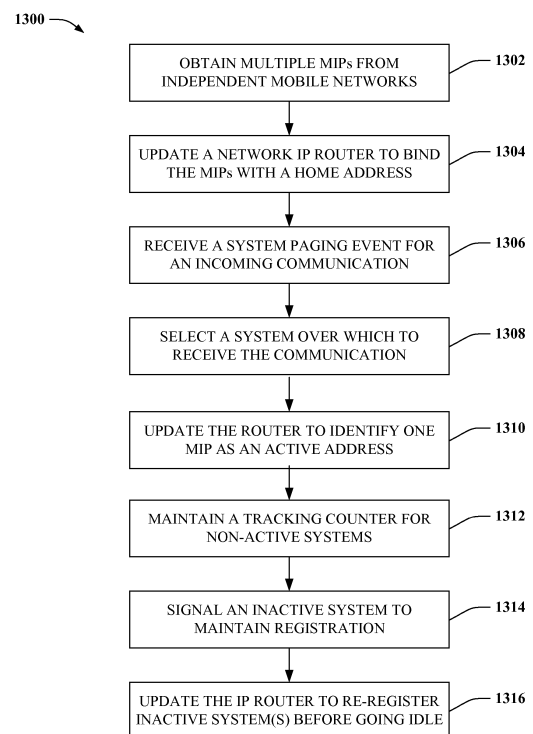 1300
OBTAIN MULTIPLE MIPs FROM
INDEPENDENT MOBILE NETWORKS
1302
UPDATE A NETWORK IP ROUTER TO BIND
THE MIPs WITH A HOME ADDRESS
1304
RECEIVE A SYSTEM PAGING EVENT FOR
AN INCOMING COMMUNICATION
1306
SELECT A SYSTEM OVER WHICH TO
RECEIVE THE COMMUNICATION
1308
UPDATE THE ROUTER TO IDENTIFY ONE
MIP AS AN ACTIVE ADDRESS
1310
MAINTAIN A TRACKING COUNTER FOR
NON-ACTIVE SYSTEMS
1312
SIGNAL AN INACTIVE SYSTEM TO
MAINTAIN REGISTRATION
1314
UPDATE THE IP ROUTER TO RE-REGISTER
INACTIVE SYSTEM(S) BEFORE GOING IDLE
1316